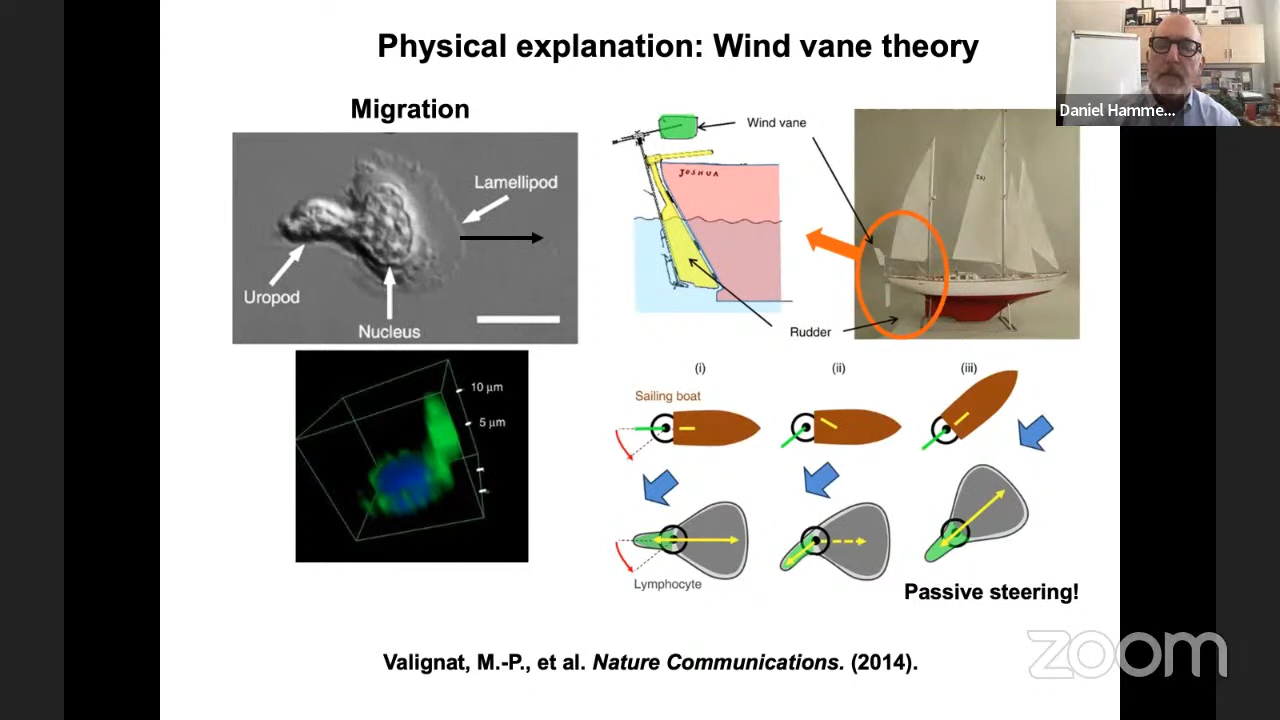 Physical explanation: Wind vane theory
Daniel Hamme...
Migration
Lamellipod
Uropod
Nucleus
Wind vane
JOSHUA
Rudder
10 μm
5 μm
(i)
(ii)
(iii)
Sailing boat
Lymphocyte
Passive steering!
Valignat, M.-P., et al. Nature Communications. (2014).
zoom